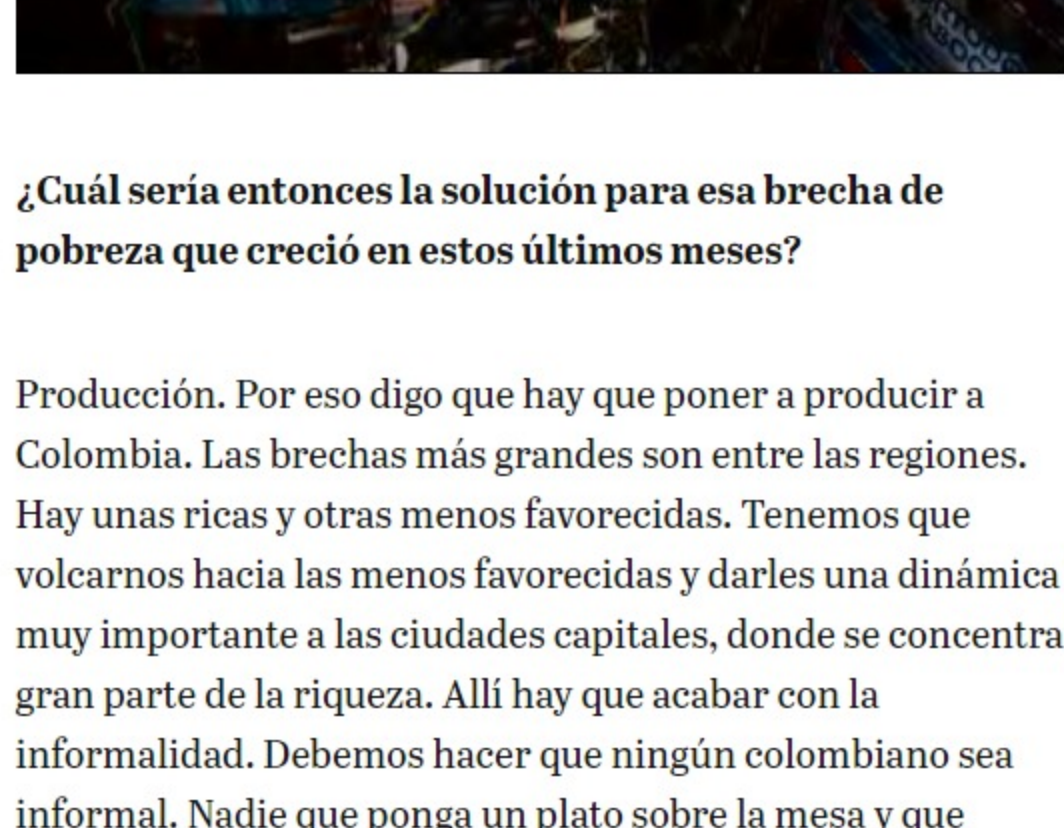 ¿Cuál sería entonces la solución para esa brecha de
pobreza que creció en estos últimos meses?
Producción. Por eso digo que hay que poner a producir a
Colombia. Las brechas más grandes son entre las regiones.
Hay unas ricas y otras menos favorecidas. Tenemos que
volcarnos hacia las menos favorecidas y darles una dinámica
muy importante a las ciudades capitales, donde se concentra
gran parte de la riqueza. Allí hay que acabar con la
informalidad. Debemos hacer que ningún colombiano sea
informal. Nadie que ponga un plato sobre la mesa y que